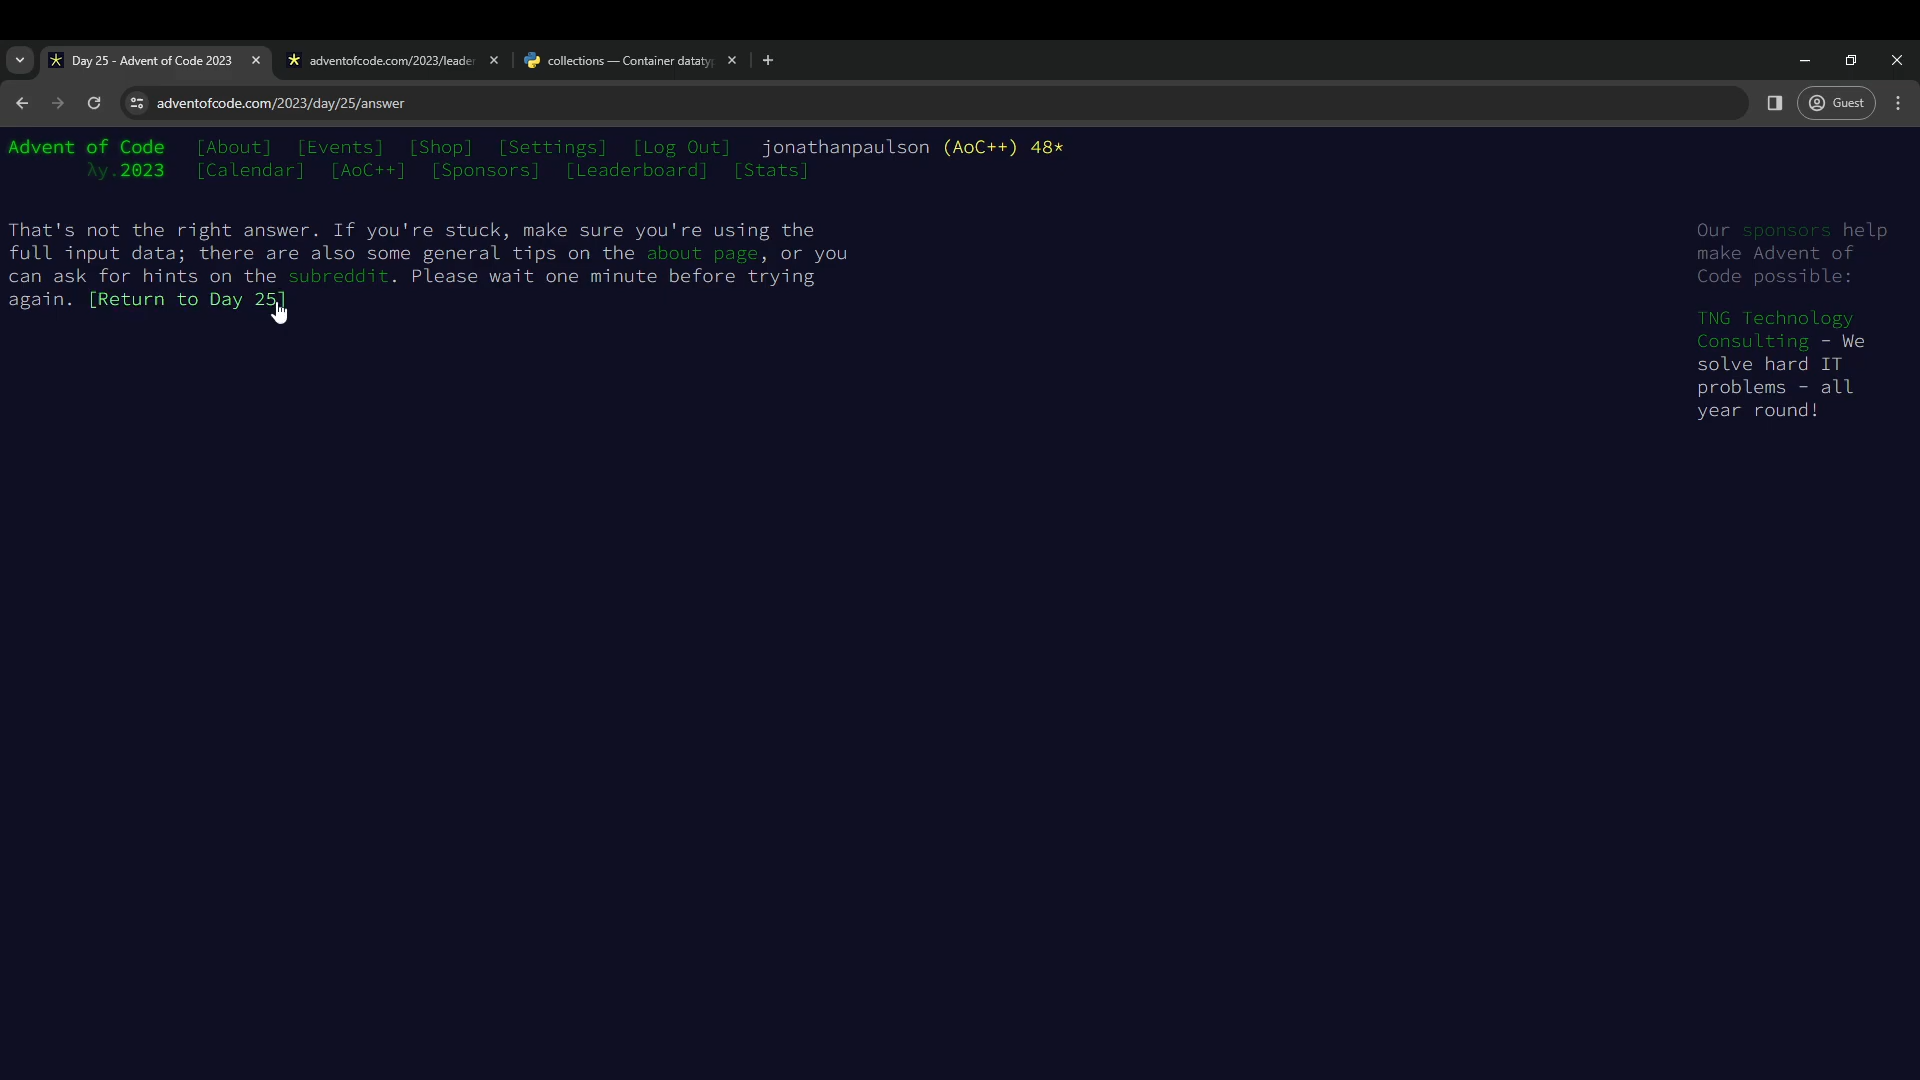 Day 25 - Advent of Code 2023
adventofcode.com/2023/leade
collections — Container dataty
adventofcode.com/2023/day/25/answer
Guest
Advent of Code [About] [Events] [Shop] [Settings] [Log Out] jonathanpaulson (AoC++) 48*
λy.2023 [Calendar] [AoC++] [Sponsors] [Leaderboard] [Stats]
That's not the right answer. If you're stuck, make sure you're using the
full input data; there are also some general tips on the about page, or you
can ask for hints on the subreddit. Please wait one minute before trying
again. [Return to Day 25]
Our sponsors help
make Advent of
Code possible:
TNG Technology
Consulting - We
solve hard IT
problems - all
year round!